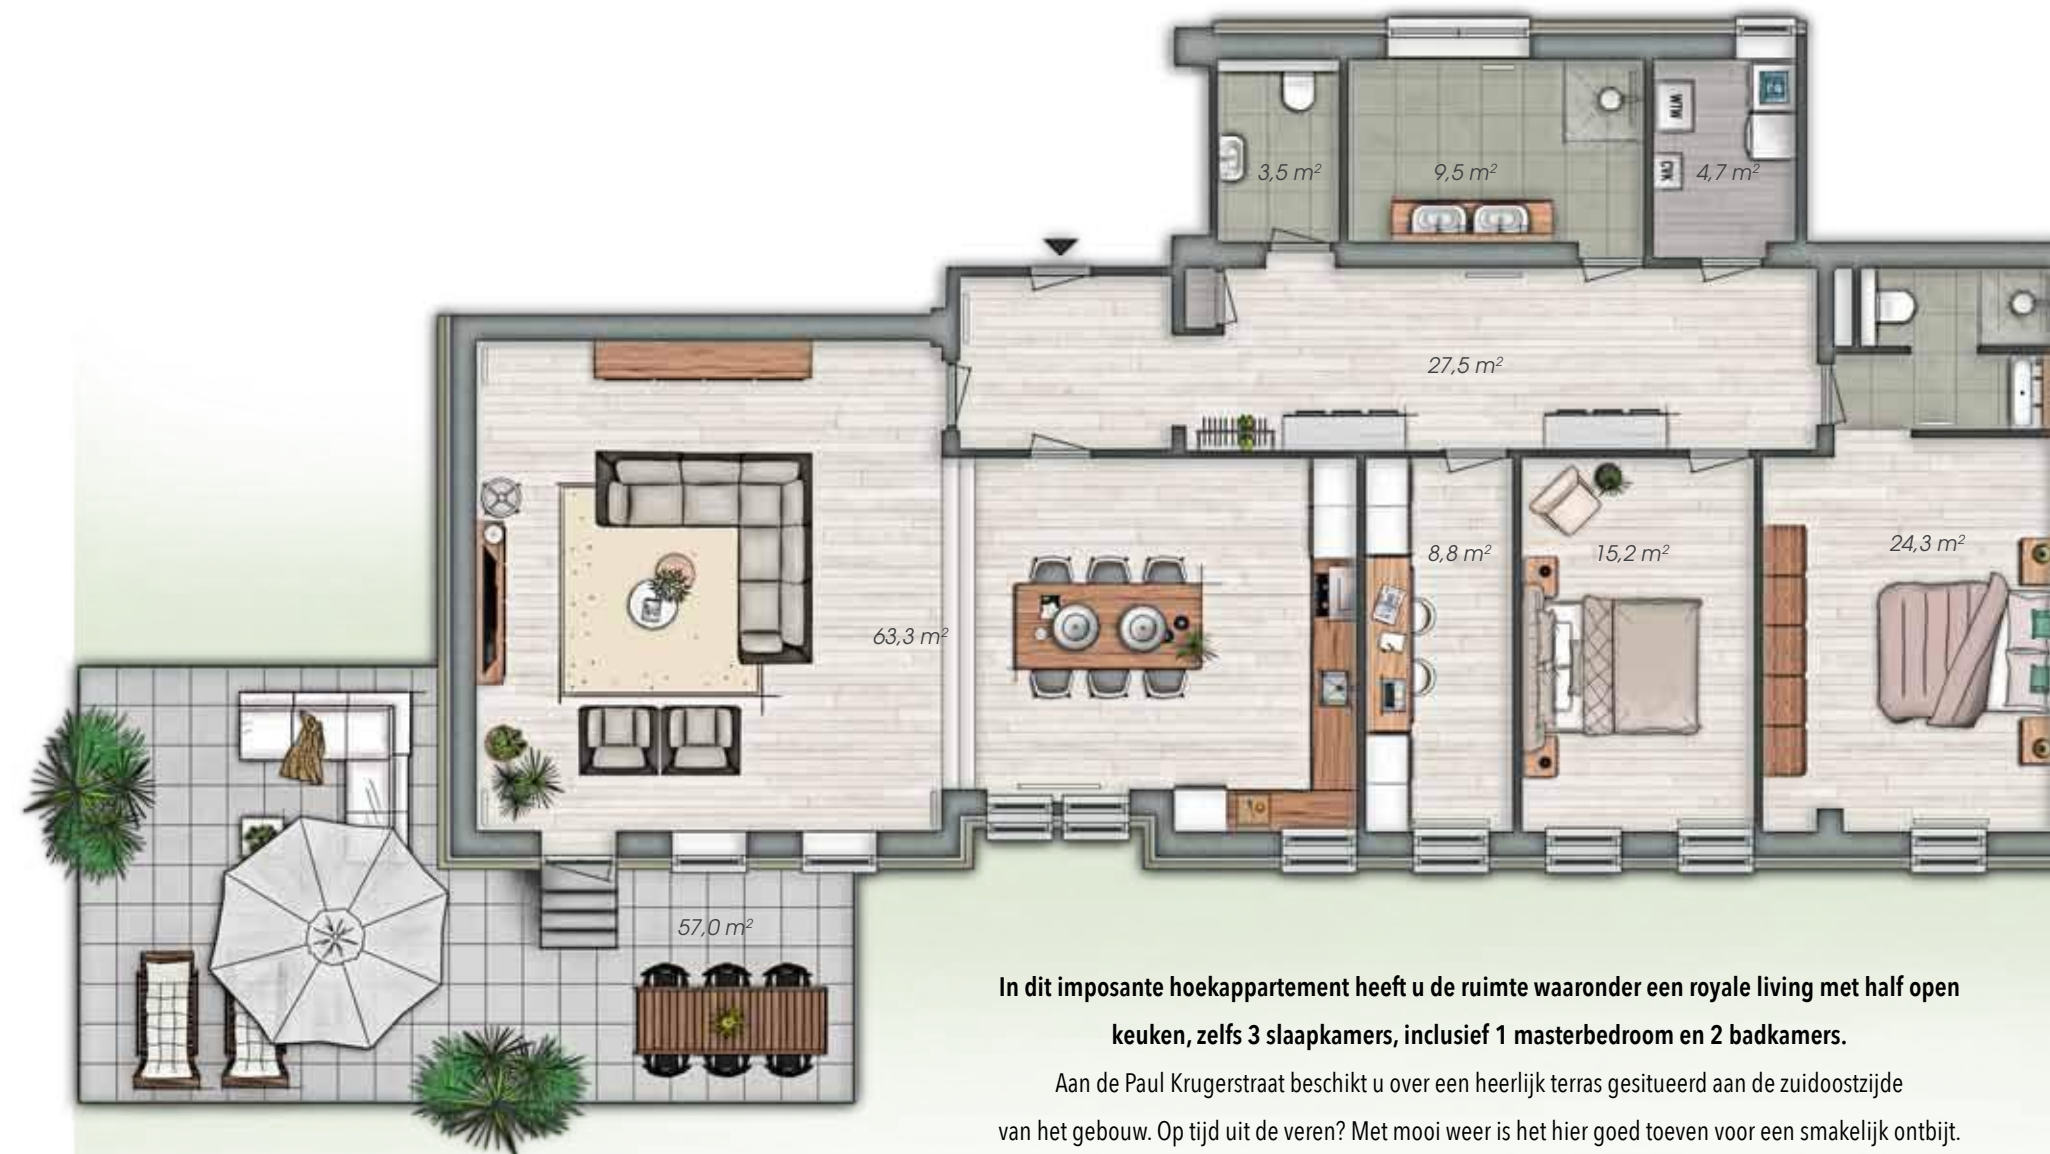 3,5 m²
9,5 m²
4,7 m²
WTW
CVK
27,5 m²
8,8 m²
15,2 m²
24,3 m²
63,3 m²
57,0 m²
In dit imposante hoekappartement heeft u de ruimte waaronder een royale living met half open
keuken, zelfs 3 slaapkamers, inclusief 1 masterbedroom en 2 badkamers.
Aan de Paul Krugerstraat beschikt u over een heerlijk terras gesitueerd aan de zuidoostzijde
van het gebouw. Op tijd uit de veren? Met mooi weer is het hier goed toeven voor een smakelijk ontbijt.